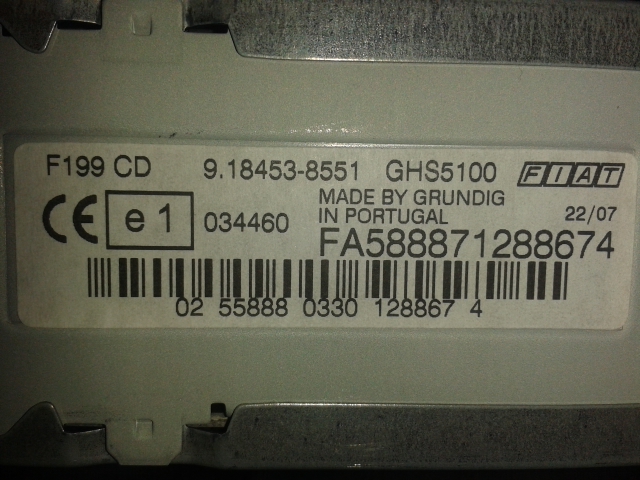 F199 CD 9.18453-8551 GHS5100 FIAT
CE e 1 034460 MADE BY GRUNDIG
IN PORTUGAL 22/07
FA588871288674
02 55888 0330 128867 4